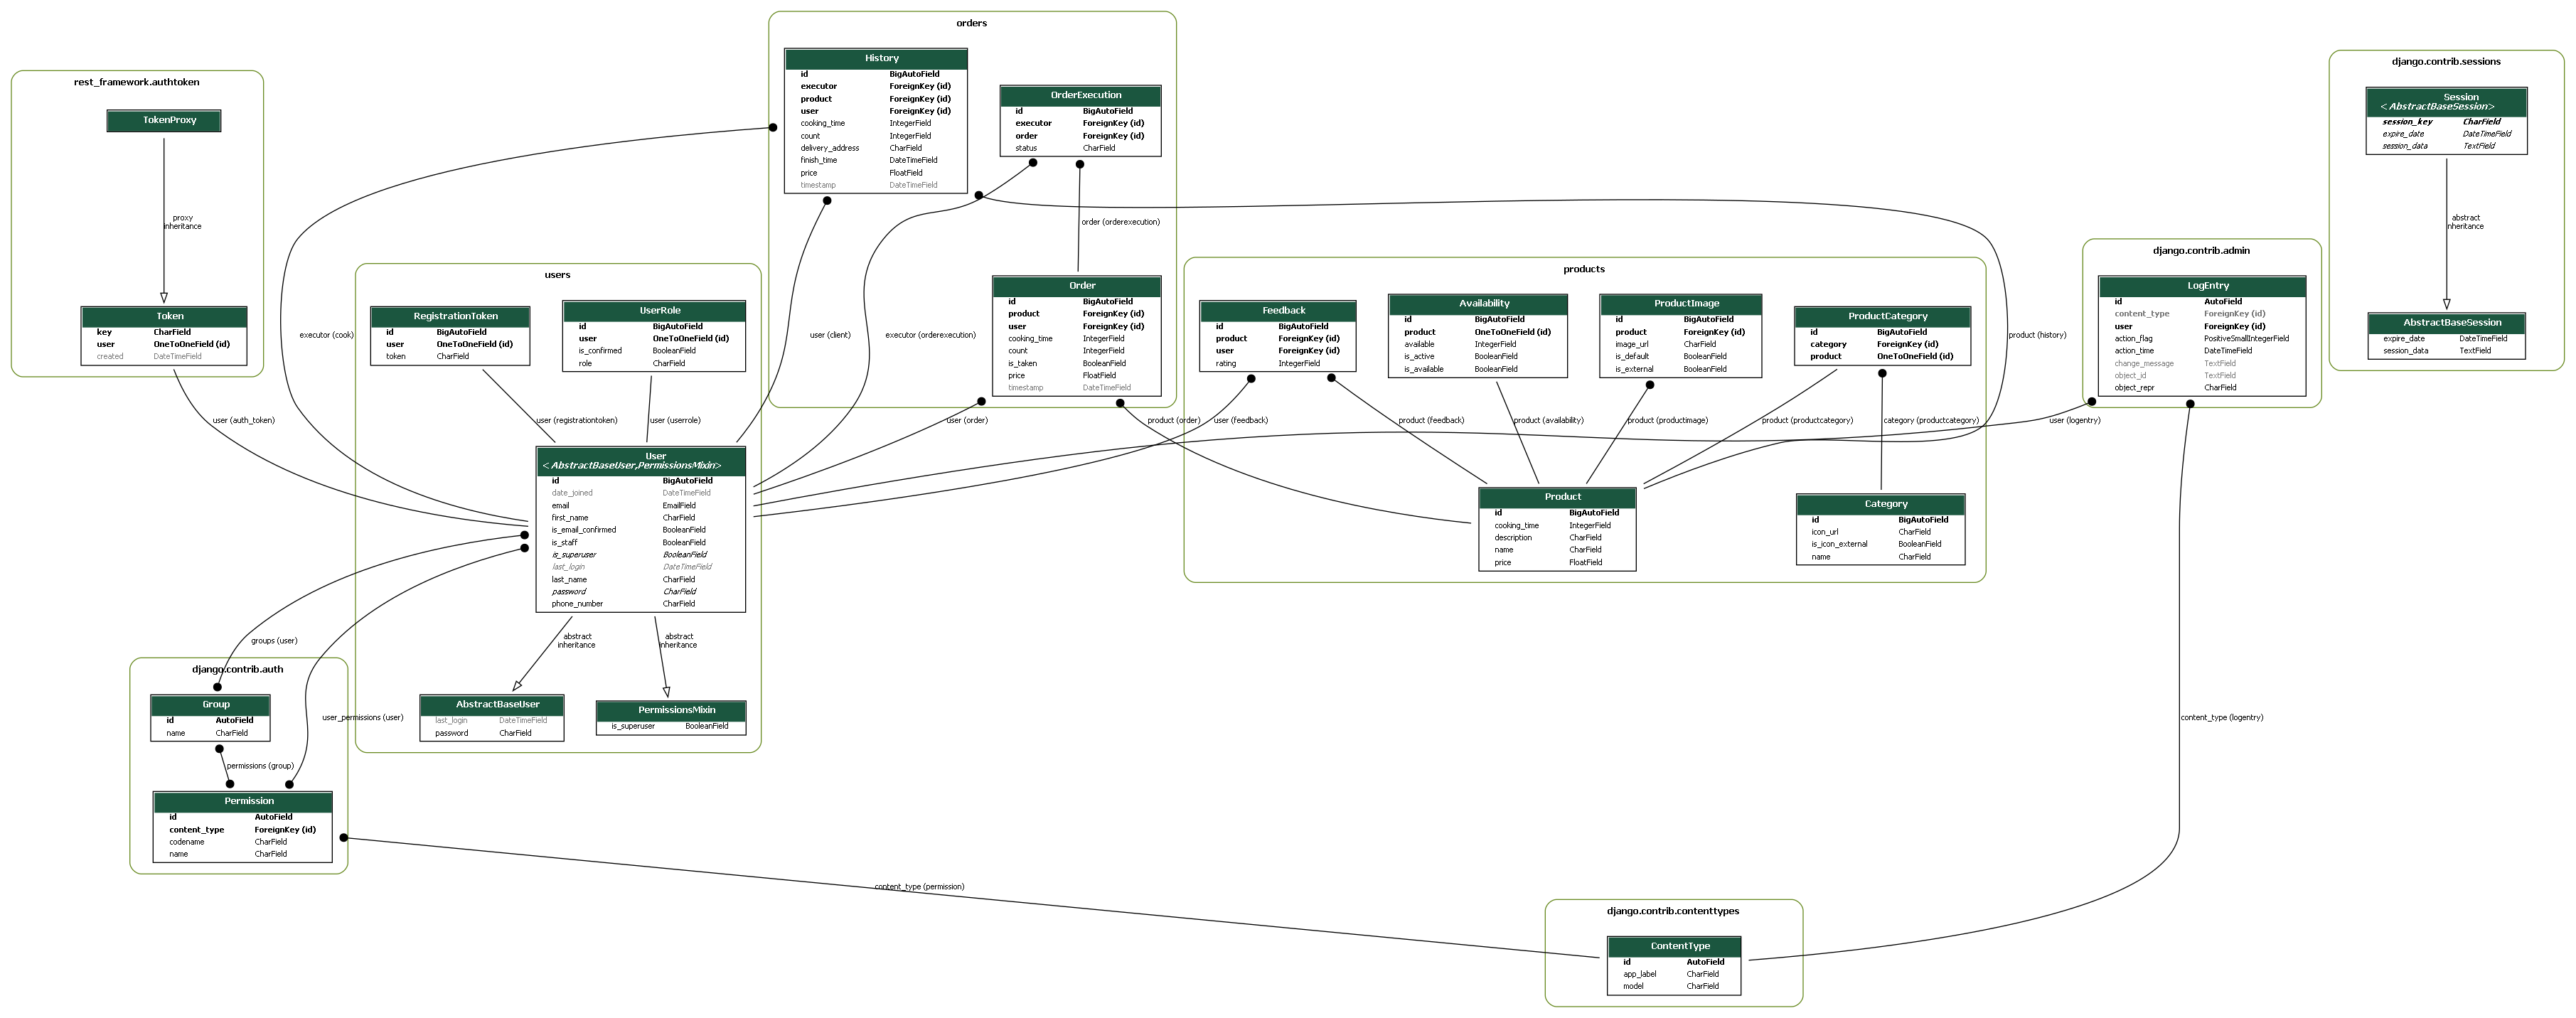 rest_framework.authtoken
TokenProxy
proxy
inheritance
Token
key CharField
user OneToOneField (id)
created DateTimeField
user (auth_token)
orders
History
id BigAutoField
executor ForeignKey (id)
product ForeignKey (id)
user ForeignKey (id)
cooking_time IntegerField
count IntegerField
delivery_address CharField
finish_time DateTimeField
price FloatField
timestamp DateTimeField
OrderExecution
id BigAutoField
executor ForeignKey (id)
order ForeignKey (id)
status CharField
order (orderexecution)
Order
id BigAutoField
product ForeignKey (id)
user ForeignKey (id)
cooking_time IntegerField
count IntegerField
is_taken BooleanField
price FloatField
timestamp DateTimeField
executor (cook)
user (client)
executor (orderexecution)
user (order)
product (order)
user (feedback)
product (history)
users
RegistrationToken
id BigAutoField
user OneToOneField (id)
token CharField
UserRole
id BigAutoField
user OneToOneField (id)
is_confirmed BooleanField
role CharField
user (registrationtoken)
user (userrole)
User
<AbstractBaseUser,PermissionsMixin>
id BigAutoField
date_joined DateTimeField
email EmailField
first_name CharField
is_email_confirmed BooleanField
is_staff BooleanField
is_superuser BooleanField
last_login DateTimeField
last_name CharField
password CharField
phone_number CharField
abstract
inheritance
abstract
inheritance
AbstractBaseUser
last_login DateTimeField
password CharField
PermissionsMixin
is_superuser BooleanField
products
Feedback
id BigAutoField
product ForeignKey (id)
user ForeignKey (id)
rating IntegerField
Availability
id BigAutoField
product OneToOneField (id)
available IntegerField
is_active BooleanField
is_available BooleanField
ProductImage
id BigAutoField
product ForeignKey (id)
image_url CharField
is_default BooleanField
is_external BooleanField
ProductCategory
id BigAutoField
category ForeignKey (id)
product OneToOneField (id)
product (feedback)
product (availability)
product (productimage)
product (productcategory)
category (productcategory)
Product
id BigAutoField
cooking_time IntegerField
description CharField
name CharField
price FloatField
Category
id BigAutoField
icon_url CharField
is_icon_external BooleanField
name CharField
django.contrib.admin
LogEntry
id AutoField
content_type ForeignKey (id)
user ForeignKey (id)
action_flag PositiveSmallIntegerField
action_time DateTimeField
change_message TextField
object_id TextField
object_repr CharField
user (logentry)
content_type (logentry)
django.contrib.sessions
Session
<AbstractBaseSession>
session_key CharField
expire_date DateTimeField
session_data TextField
abstract
inheritance
AbstractBaseSession
expire_date DateTimeField
session_data TextField
groups (user)
user_permissions (user)
django.contrib.auth
Group
id AutoField
name CharField
permissions (group)
Permission
id AutoField
content_type ForeignKey (id)
codename CharField
name CharField
content_type (permission)
django.contrib.contenttypes
ContentType
id AutoField
app_label CharField
model CharField